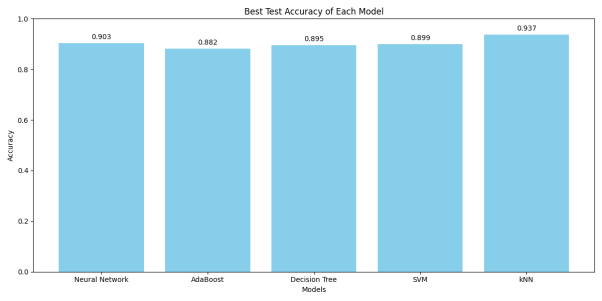 Best Test Accuracy of Each Model
1.0
0.8
0.6
0.4
0.2
0.0
Accuracy
0.903
0.882
0.895
0.899
0.937
Neural Network
AdaBoost
Decision Tree
SVM
kNN
Models